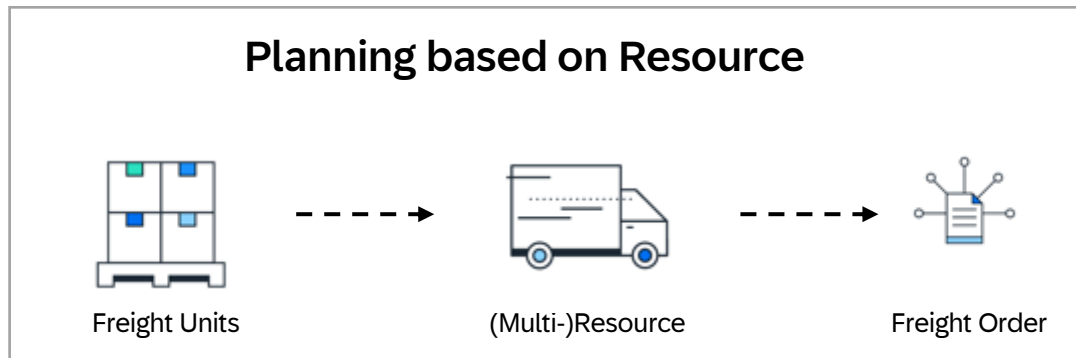 Planning based on Resource
Freight Units
(Multi-)Resource
Freight Order